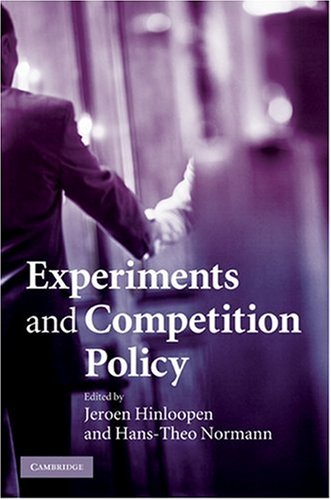 Experiments
and Competition
Policy
Edited by
Jeroen Hinloopen
and Hans-Theo Normann
CAMBRIDGE